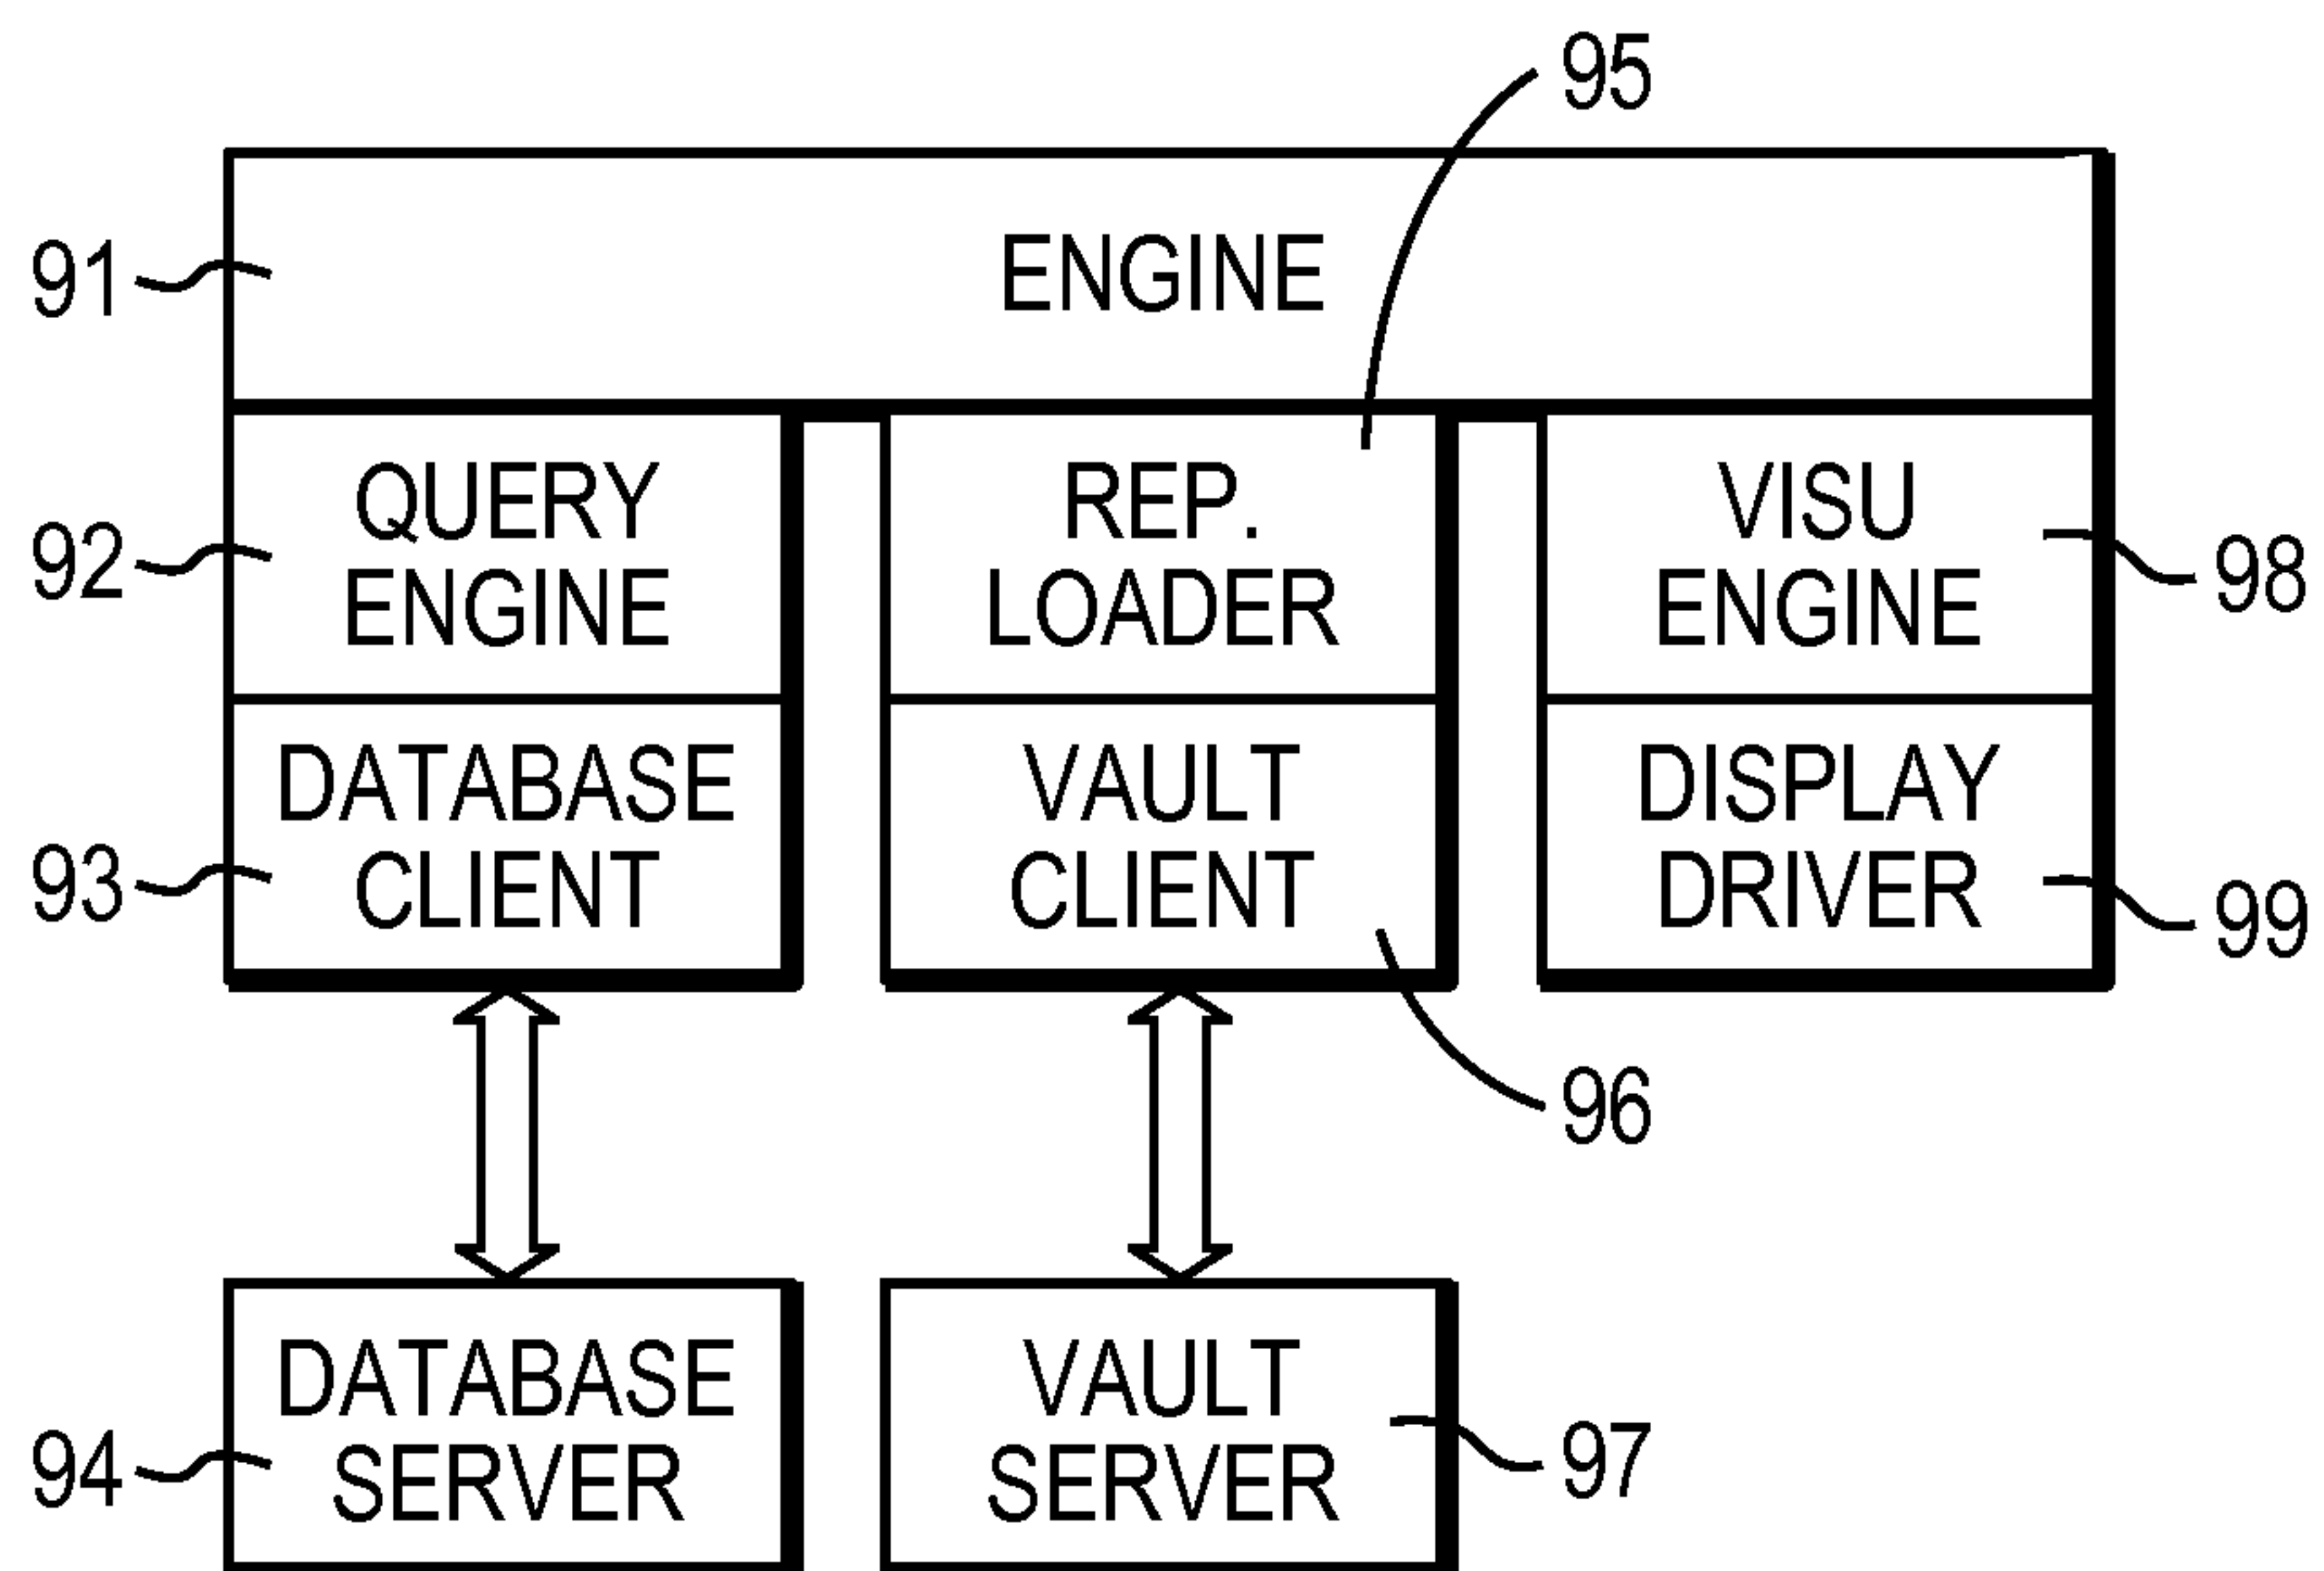 95
91
ENGINE
92
QUERY
ENGINE
REP.
LOADER
VISU
ENGINE
98
93
DATABASE
CLIENT
VAULT
CLIENT
DISPLAY
DRIVER
99
96
94
DATABASE
SERVER
VAULT
SERVER
97